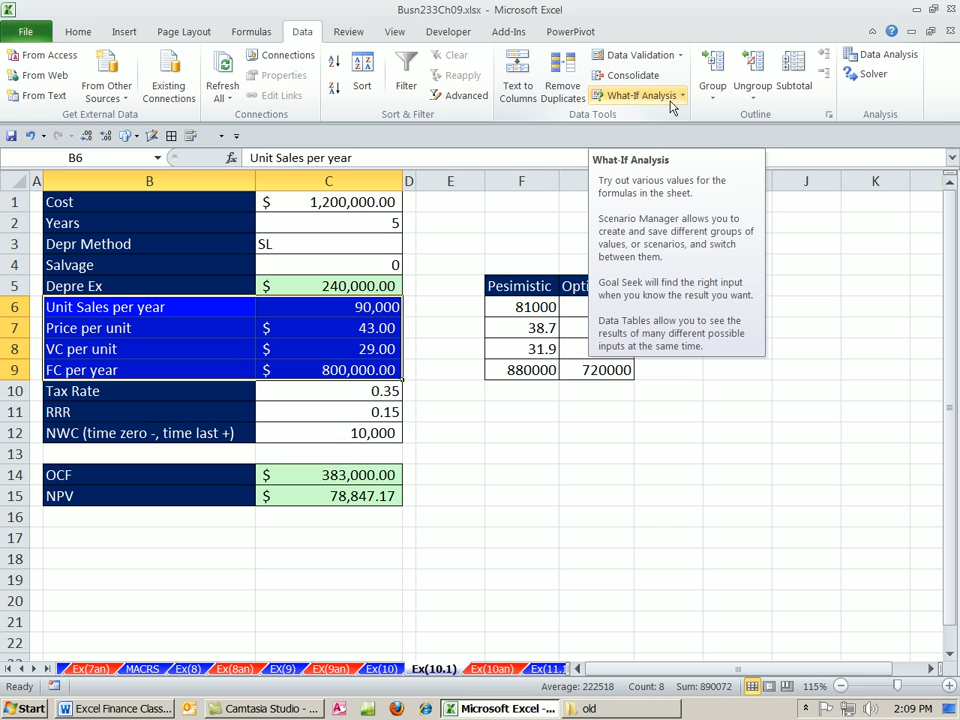 Busn233Ch09.xlsx - Microsoft Excel
File Home Insert Page Layout Formulas Data Review View Developer Add-Ins PowerPivot
From Access
From Web
From Text
From Other Sources
Existing Connections
Get External Data
Refresh All
Connections
Properties
Edit Links
Connections
Sort
Filter
Clear
Reapply
Advanced
Sort & Filter
Text to Columns
Remove Duplicates
Data Validation
Consolidate
What-If Analysis
Data Tools
Group
Ungroup
Subtotal
Outline
Data Analysis
Solver
Analysis
B6 fx Unit Sales per year
What-If Analysis
Try out various values for the
formulas in the sheet.
Scenario Manager allows you to
create and save different groups of
values, or scenarios, and switch
between them.
Goal Seek will find the right input
when you know the result you want.
Data Tables allow you to see the
results of many different possible
inputs at the same time.
A B C D E F J K
1 Cost $ 1,200,000.00
2 Years 5
3 Depr Method SL
4 Salvage 0
5 Depre Ex $ 240,000.00 Pesimistic Opti
6 Unit Sales per year 90,000 81000
7 Price per unit $ 43.00 38.7
8 VC per unit $ 29.00 31.9
9 FC per year $ 800,000.00 880000 720000
10 Tax Rate 0.35
11 RRR 0.15
12 NWC (time zero -, time last +) 10,000
13
14 OCF $ 383,000.00
15 NPV $ 78,847.17
16
17
18
19
20
21
22
Ex(7an) MACRS Ex(8) Ex(8an) Ex(9) Ex(9an) Ex(10) Ex(10.1) Ex(10an) Ex(11.
Ready Average: 222518 Count: 8 Sum: 890072 115%
Start Excel Finance Class... Camtasia Studio - ... Microsoft Excel -... old 2:09 PM